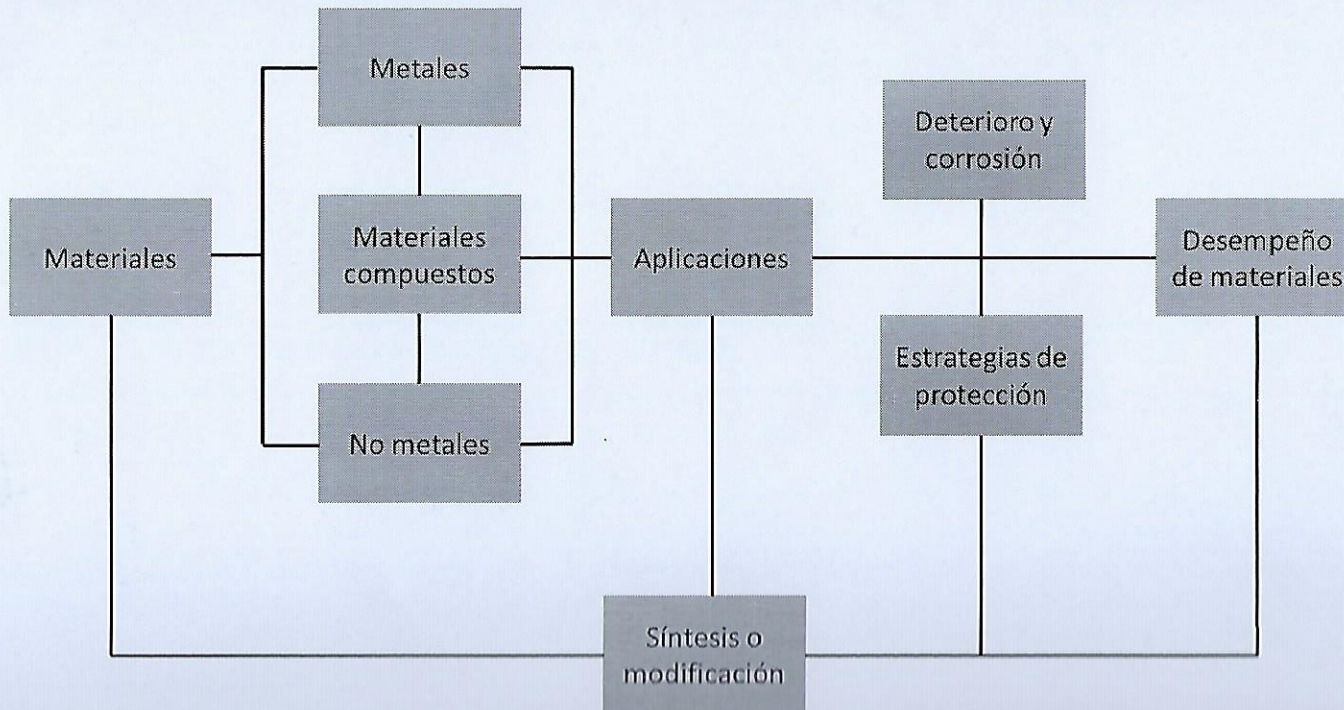 Metales
Deterioro y
corrosión
Materiales
Materiales
compuestos
Aplicaciones
Desempeño
de materiales
Estrategias de
protección
No metales
Síntesis o
modificación